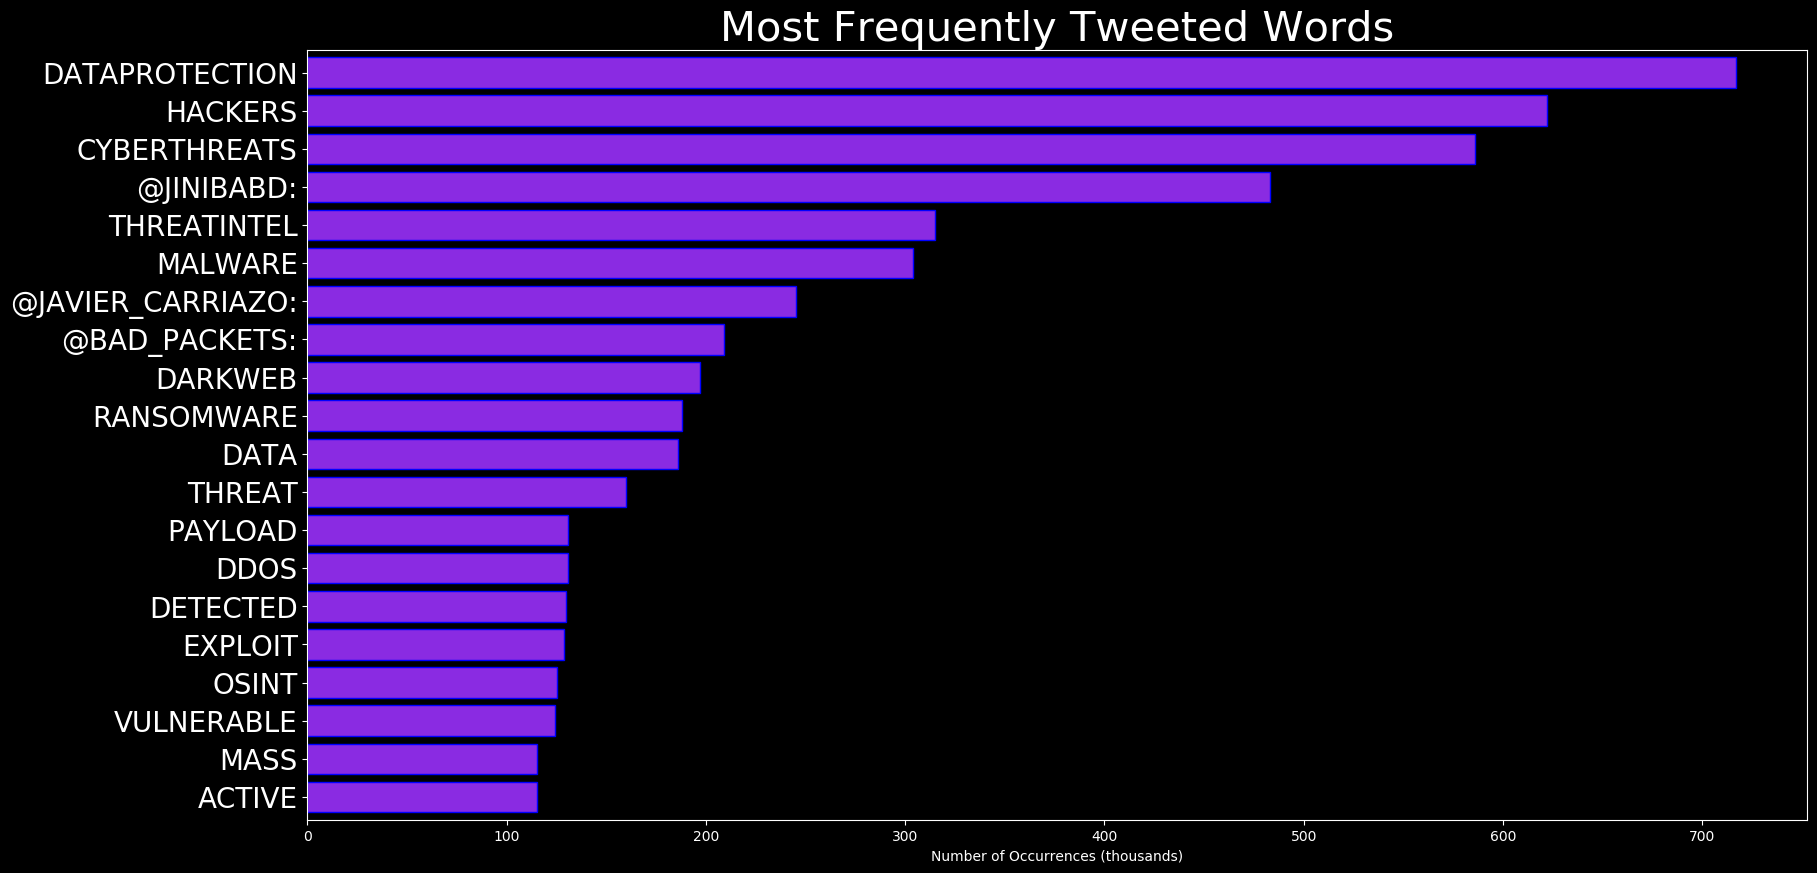 Most Frequently Tweeted Words
DATAPROTECTION
HACKERS
CYBERTHREATS
@JINIBABD:
THREATINTEL
MALWARE
@JAVIER_CARRIAZO:
@BAD_PACKETS:
DARKWEB
RANSOMWARE
DATA
THREAT
PAYLOAD
DDOS
DETECTED
EXPLOIT
OSINT
VULNERABLE
MASS
ACTIVE
0 100 200 300 400 500 600 700
Number of Occurrences (thousands)